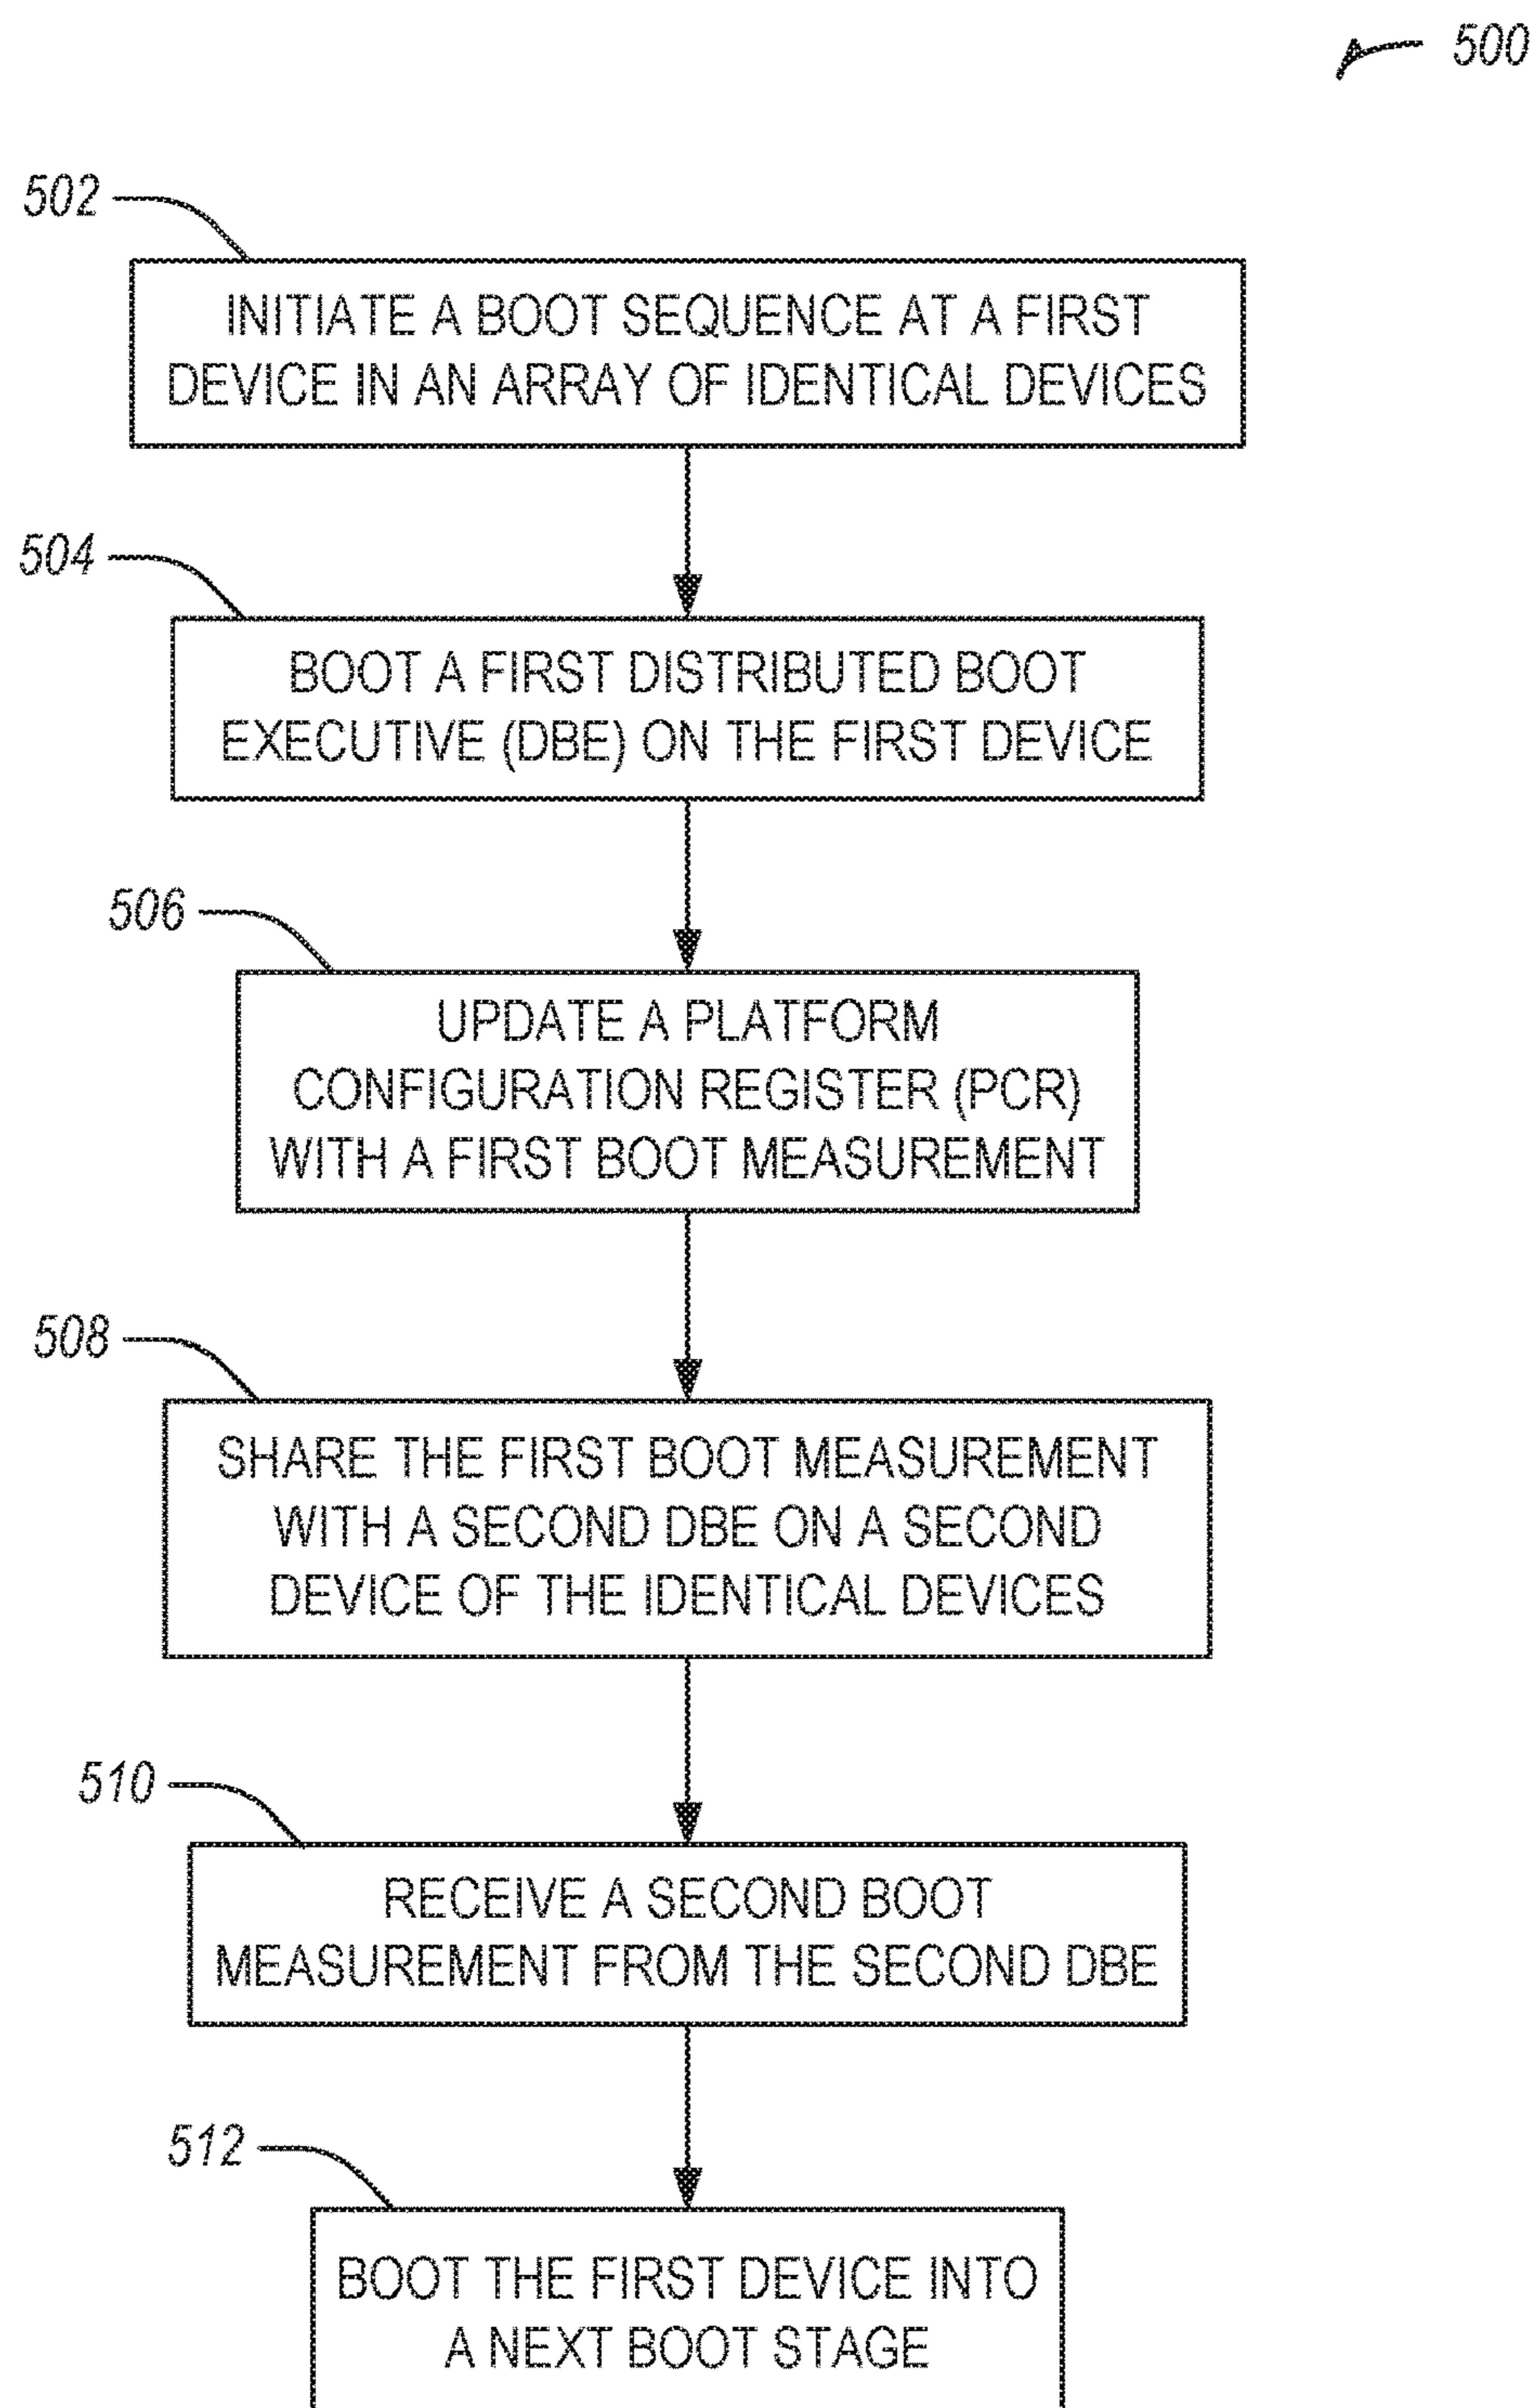 500
502
INITIATE A BOOT SEQUENCE AT A FIRST
DEVICE IN AN ARRAY OF IDENTICAL DEVICES
504
BOOT A FIRST DISTRIBUTED BOOT
EXECUTIVE (DBE) ON THE FIRST DEVICE
506
UPDATE A PLATFORM
CONFIGURATION REGISTER (PCR)
WITH A FIRST BOOT MEASUREMENT
508
SHARE THE FIRST BOOT MEASUREMENT
WITH A SECOND DBE ON A SECOND
DEVICE OF THE IDENTICAL DEVICES
510
RECEIVE A SECOND BOOT
MEASUREMENT FROM THE SECOND DBE
512
BOOT THE FIRST DEVICE INTO
A NEXT BOOT STAGE